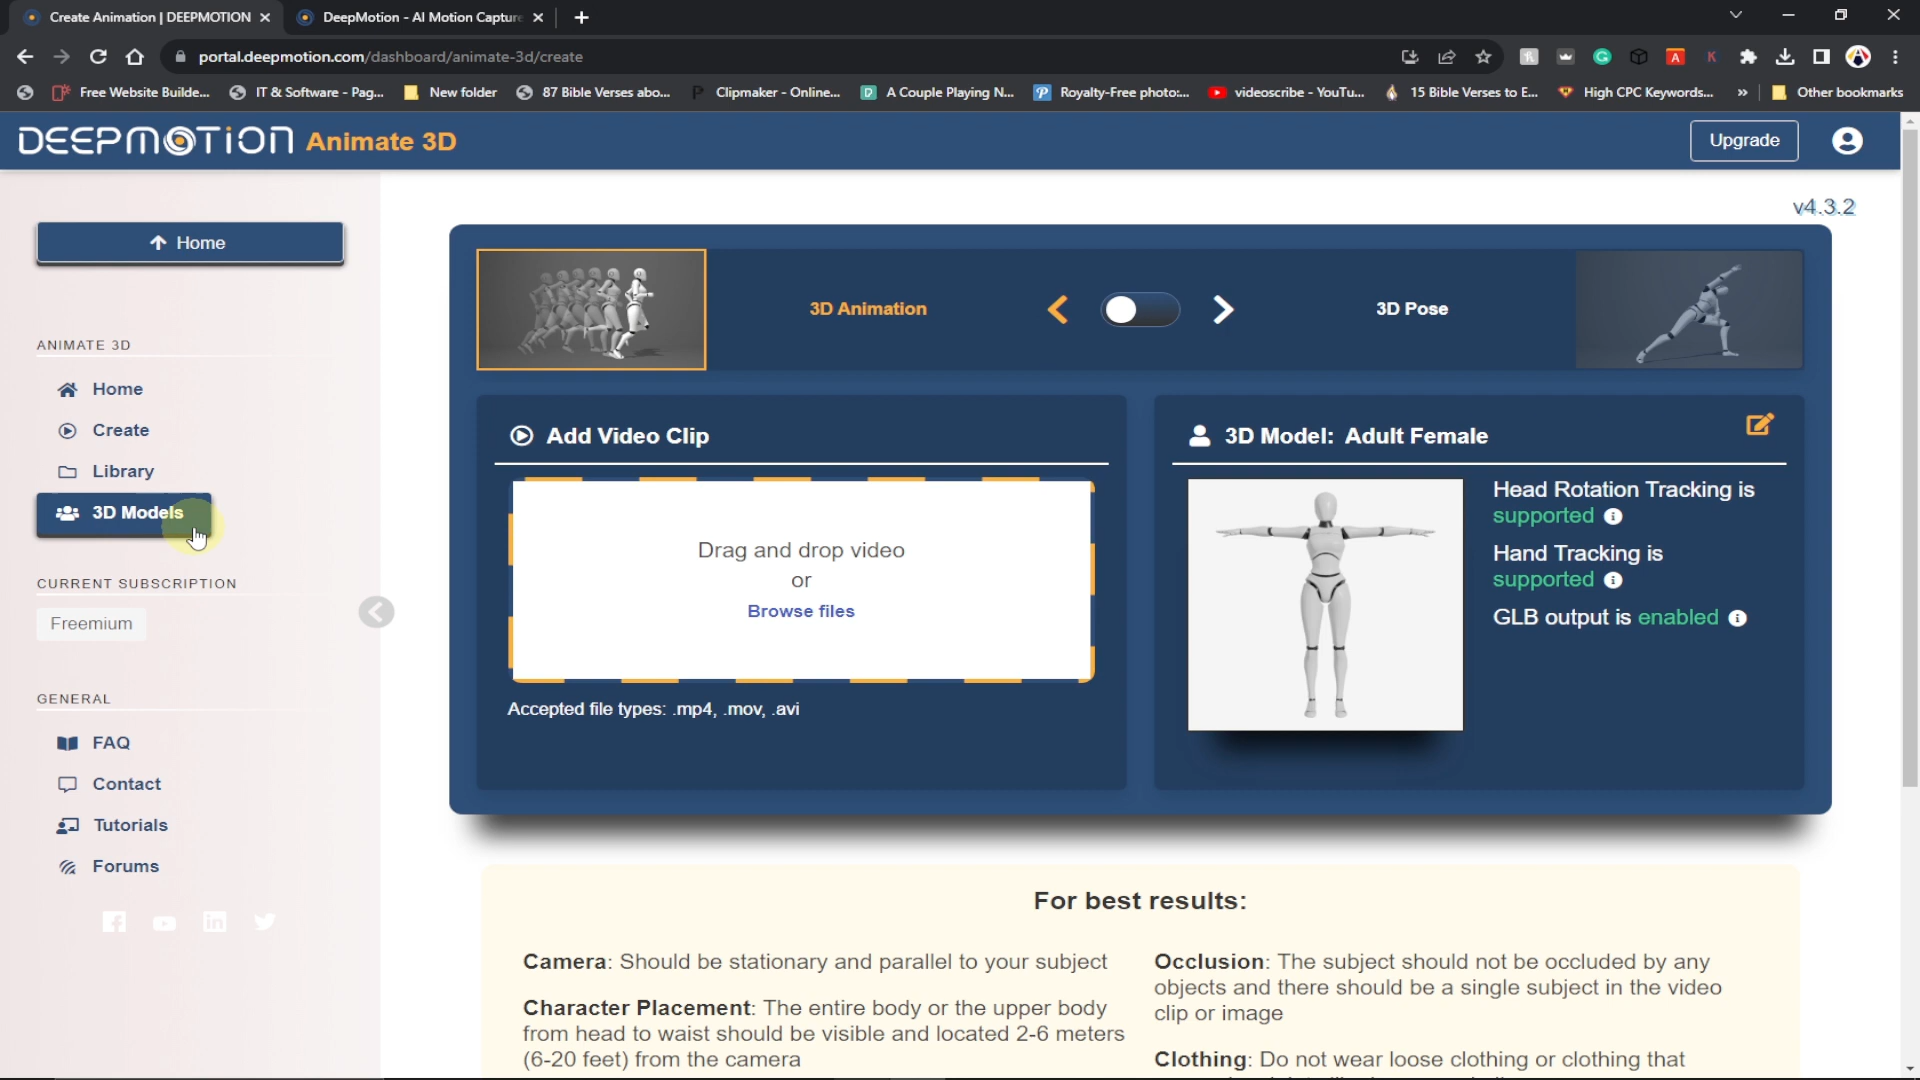 Create Animation | DEEPMOTION
DeepMotion - AI Motion Capture
portal.deepmotion.com/dashboard/animate-3d/create
Free Website Builde...
IT & Software - Pag...
New folder
87 Bible Verses abo...
Clipmaker - Online...
A Couple Playing N...
Royalty-Free photo:...
videoscribe - YouTu...
15 Bible Verses to E...
High CPC Keywords...
»
Other bookmarks
DEEPMOTION Animate 3D
Upgrade
v4.3.2
Home
ANIMATE 3D
Home
Create
Library
3D Models
CURRENT SUBSCRIPTION
Freemium
GENERAL
FAQ
Contact
Tutorials
Forums
3D Animation
3D Pose
Add Video Clip
Drag and drop video
or
Browse files
Accepted file types: .mp4, .mov, .avi
3D Model: Adult Female
Head Rotation Tracking is
supported
Hand Tracking is
supported
GLB output is enabled
For best results:
Camera: Should be stationary and parallel to your subject
Character Placement: The entire body or the upper body
from head to waist should be visible and located 2-6 meters
(6-20 feet) from the camera
Occlusion: The subject should not be occluded by any
objects and there should be a single subject in the video
clip or image
Clothing: Do not wear loose clothing or clothing that